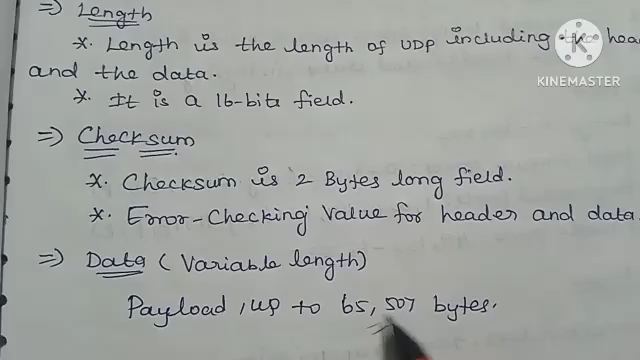 ⇒ Length
*. Length is the length of UDP including the hea
and the data.
*. It is a 16-bits field.
⇒ Checksum
*. Checksum is 2 Bytes long field.
*. Error-Checking Value for header and data.
⇒ Data (Variable length)
Payload, up to 65,507 bytes.
KINEMASTER